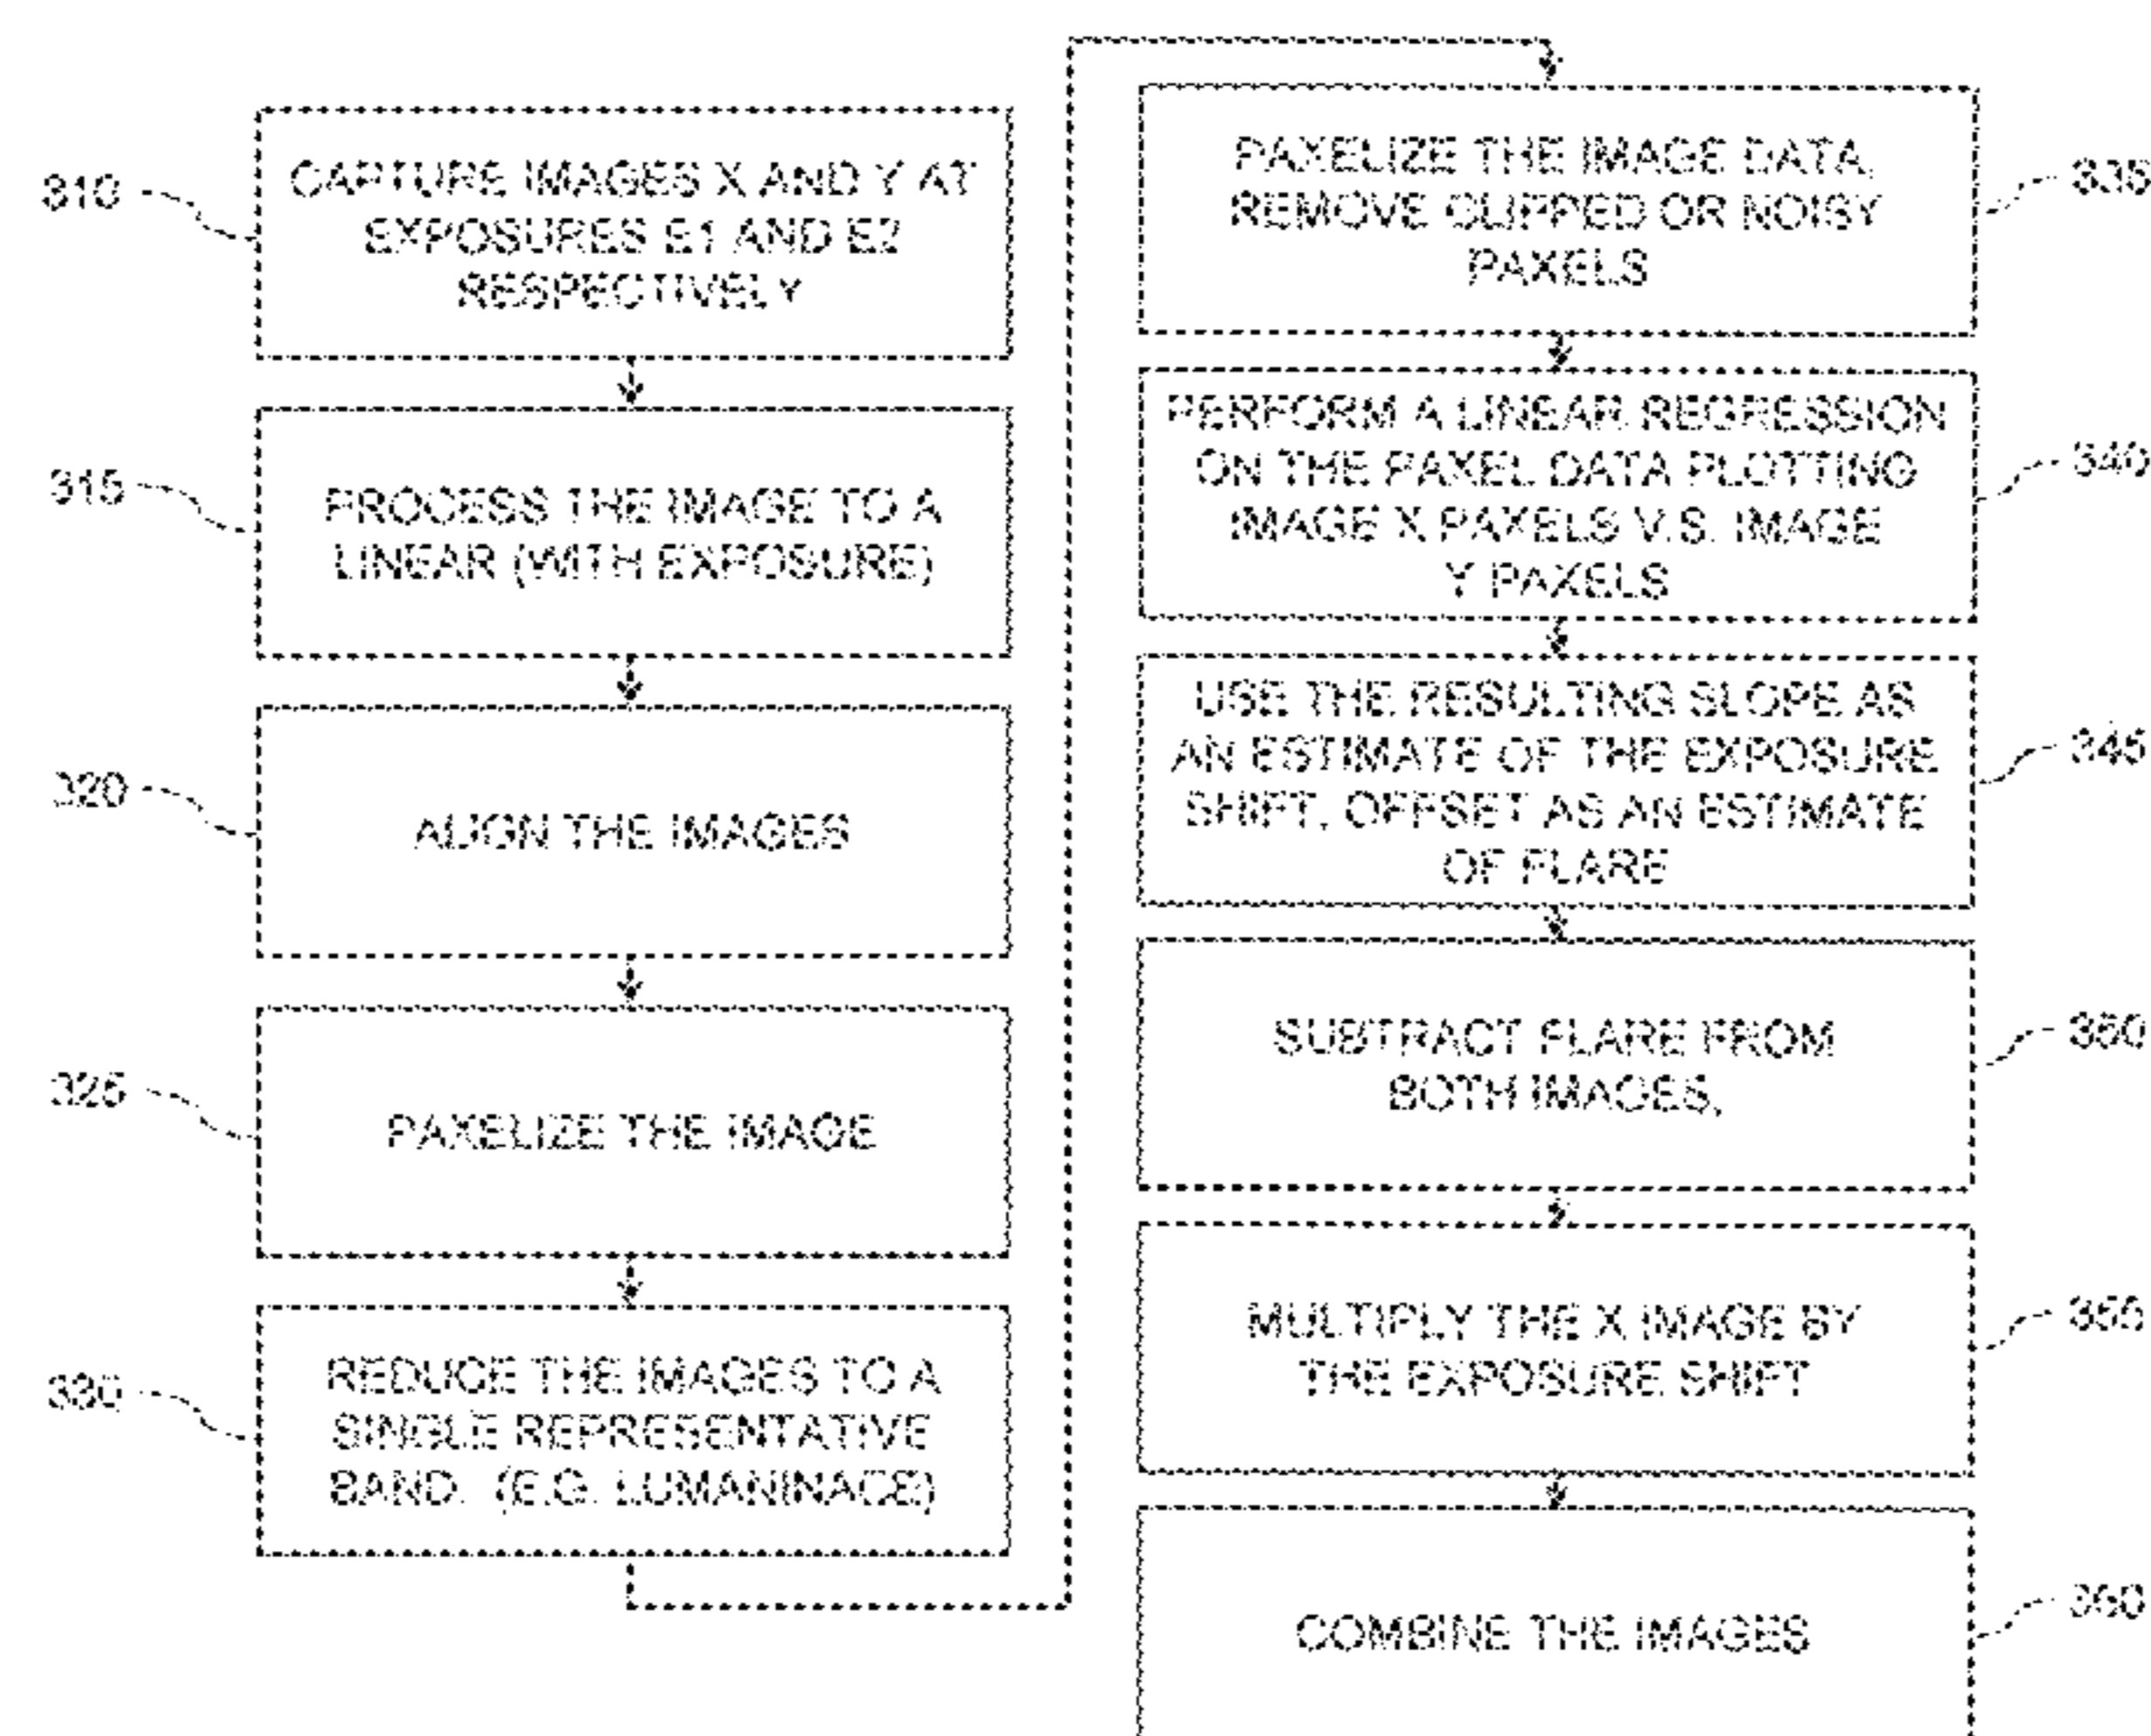 310
CAPTURE IMAGES X AND Y AT
EXPOSURES E1 AND E2
RESPECTIVELY
315
PROCESS THE IMAGE TO A
LINEAR (WITH EXPOSURE)
320
ALIGN THE IMAGES
325
PAXELIZE THE IMAGE
330
REDUCE THE IMAGES TO A
SINGLE REPRESENTATIVE
BAND. (E.G. LUMANINACE)
PAXELIZE THE IMAGE DATA,
REMOVE CLIPPED OR NOISY
PAXELS
335
PERFORM A LINEAR REGRESSION
ON THE PAXEL DATA PLOTTING
IMAGE X PAXELS V.S. IMAGE
Y PAXELS
340
USE THE RESULTING SLOPE AS
AN ESTIMATE OF THE EXPOSURE
SHIFT, OFFSET AS AN ESTIMATE
OF FLARE
345
SUBTRACT FLARE FROM
BOTH IMAGES,
350
MULTIPLY THE X IMAGE BY
THE EXPOSURE SHIFT
355
COMBINE THE IMAGES
360